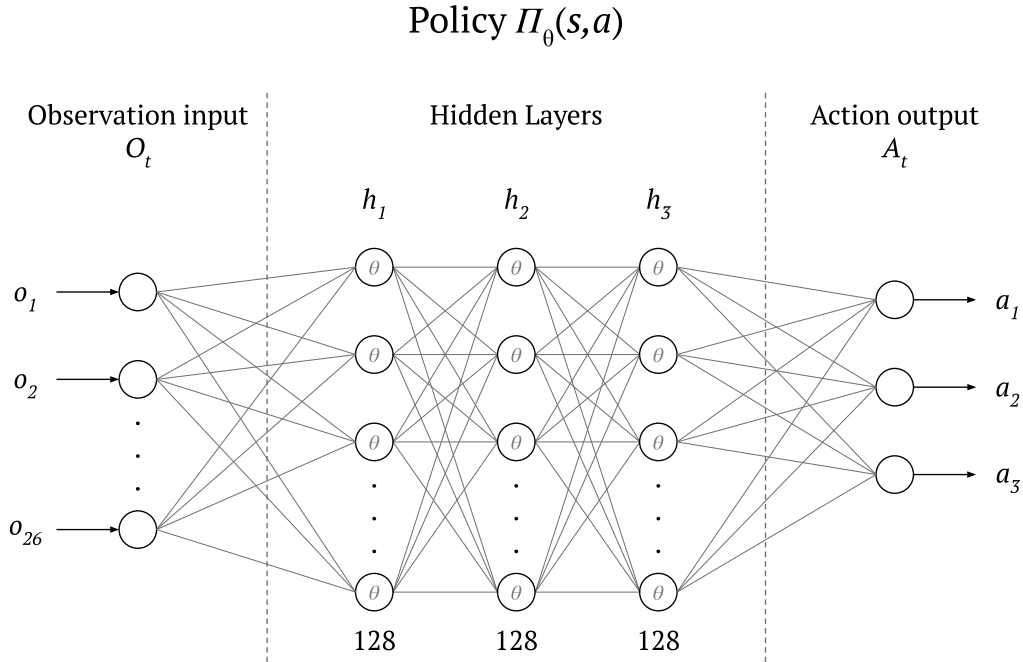 Policy Π_θ(s,a)
Observation input
O_t
Hidden Layers
Action output
A_t
h_1
h_2
h_3
o_1
o_2
o_26
θ θ θ
θ θ θ
θ θ θ
θ θ θ
a_1
a_2
a_3
128
128
128